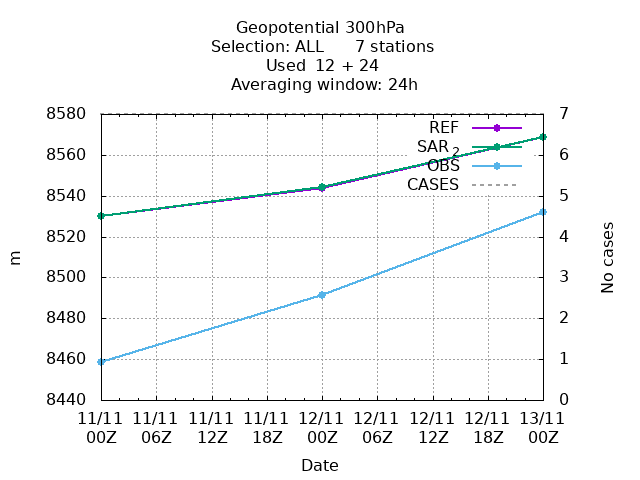 Geopotential 300hPa
Selection: ALL 7 stations
Used 12 + 24
Averaging window: 24h
8580
8560
8540
8520
8500
8480
8460
8440
m
7
6
5
4
3
2
1
0
No cases
REF
SAR 2
OBS
CASES
11/11 11/11 11/11 11/11 12/11 12/11 12/11 12/11 13/11
00Z 06Z 12Z 18Z 00Z 06Z 12Z 18Z 00Z
Date